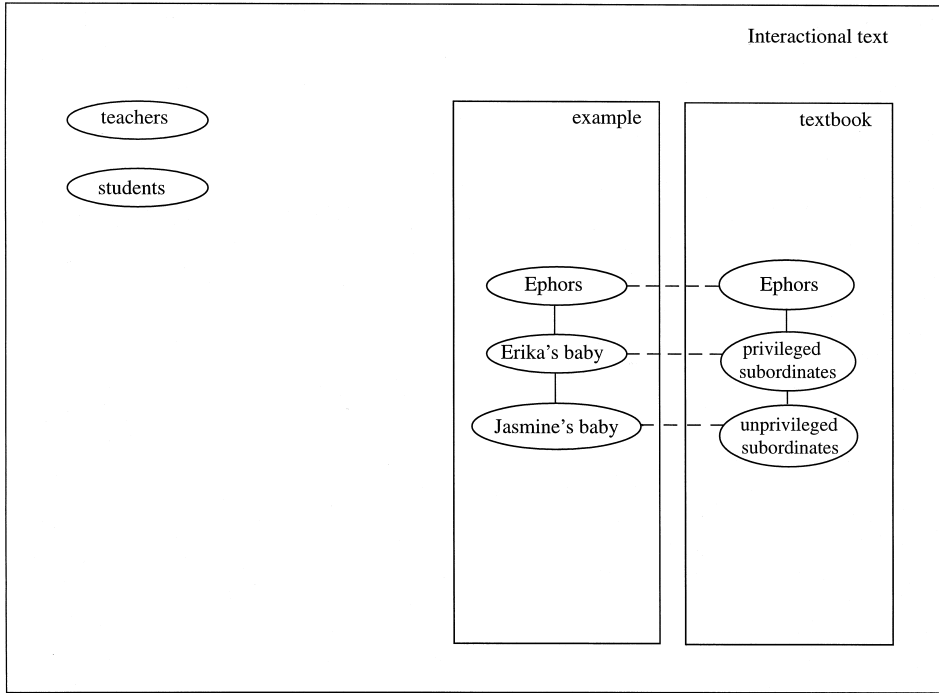 Interactional text
teachers
students
example
Ephors
Erika’s baby
Jasmine’s baby
textbook
Ephors
privileged
subordinates
unprivileged
subordinates